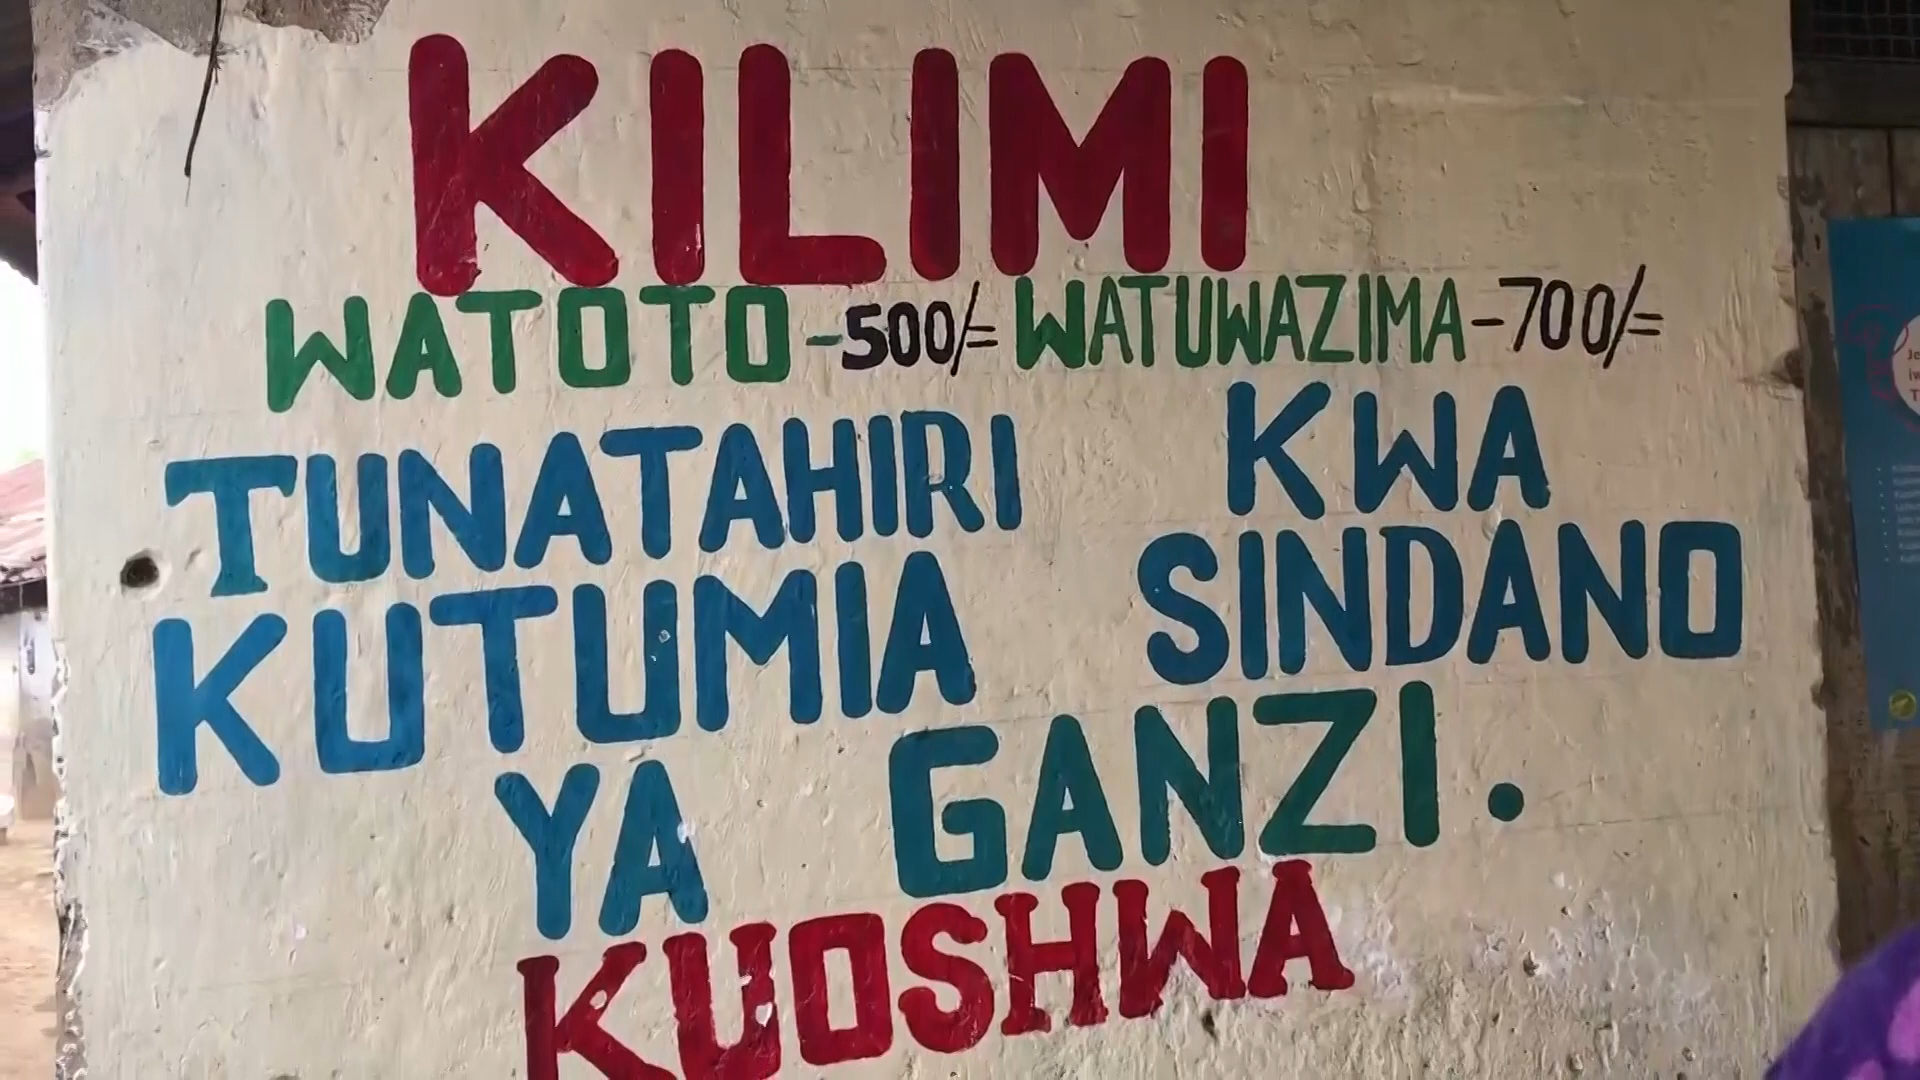 KILIMI
WATOTO -500/= WATUWAZIMA -700/=
TUNATAHIRI KWA
KUTUMIA SINDANO
YA GANZI.
KUOSHWA